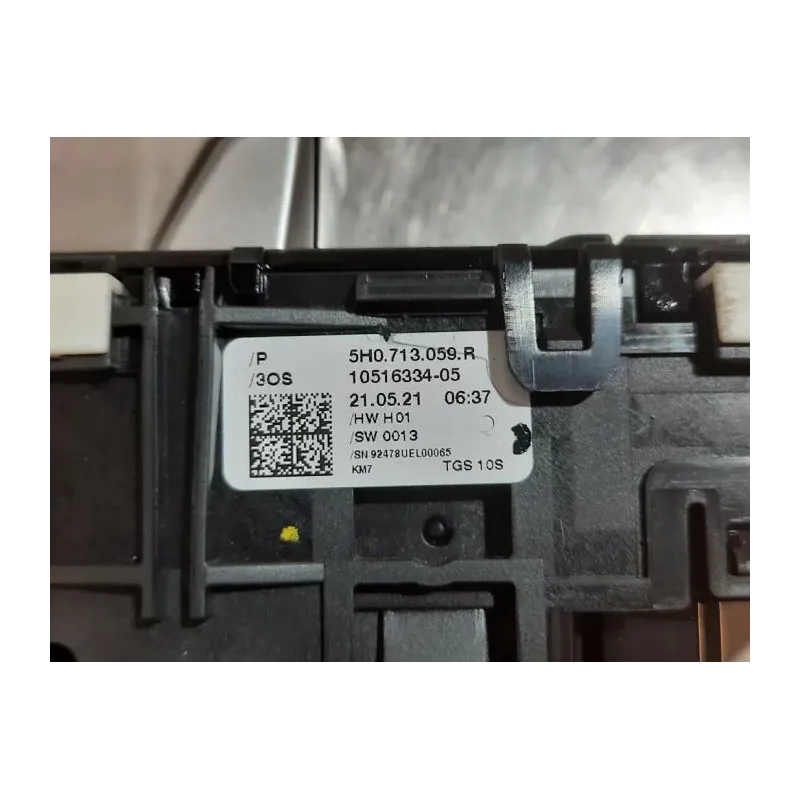 /P 5H0.713.059.R
/3OS 10516334-05
21.05.21 06:37
/HW H01
/SW 0013
/SN 92478UEL00065
KM7 TGS 10S